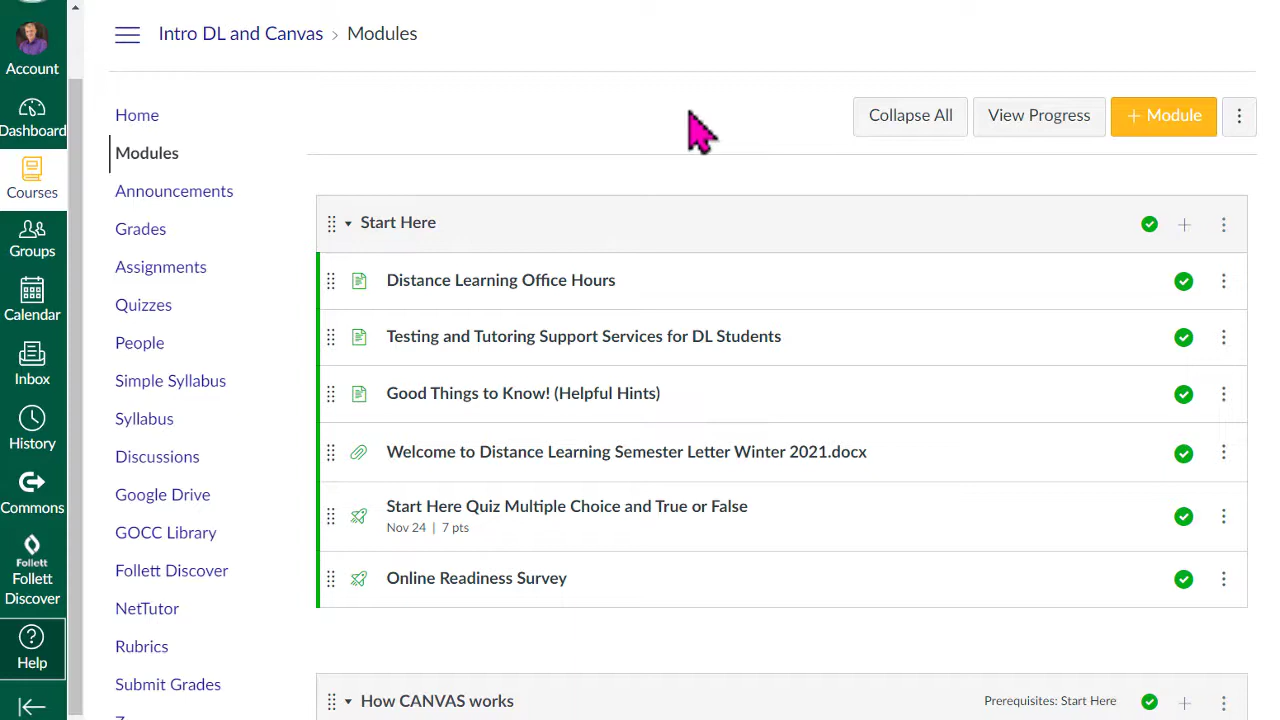 Account
Dashboard
Courses
Groups
Calendar
Inbox
History
Commons
Follett
Follett
Discover
Help
Intro DL and Canvas > Modules
Home
Modules
Announcements
Grades
Assignments
Quizzes
People
Simple Syllabus
Syllabus
Discussions
Google Drive
GOCC Library
Follett Discover
NetTutor
Rubrics
Submit Grades
Collapse All
View Progress
+ Module
Start Here
Distance Learning Office Hours
Testing and Tutoring Support Services for DL Students
Good Things to Know! (Helpful Hints)
Welcome to Distance Learning Semester Letter Winter 2021.docx
Start Here Quiz Multiple Choice and True or False
Nov 24 | 7 pts
Online Readiness Survey
How CANVAS works
Prerequisites: Start Here